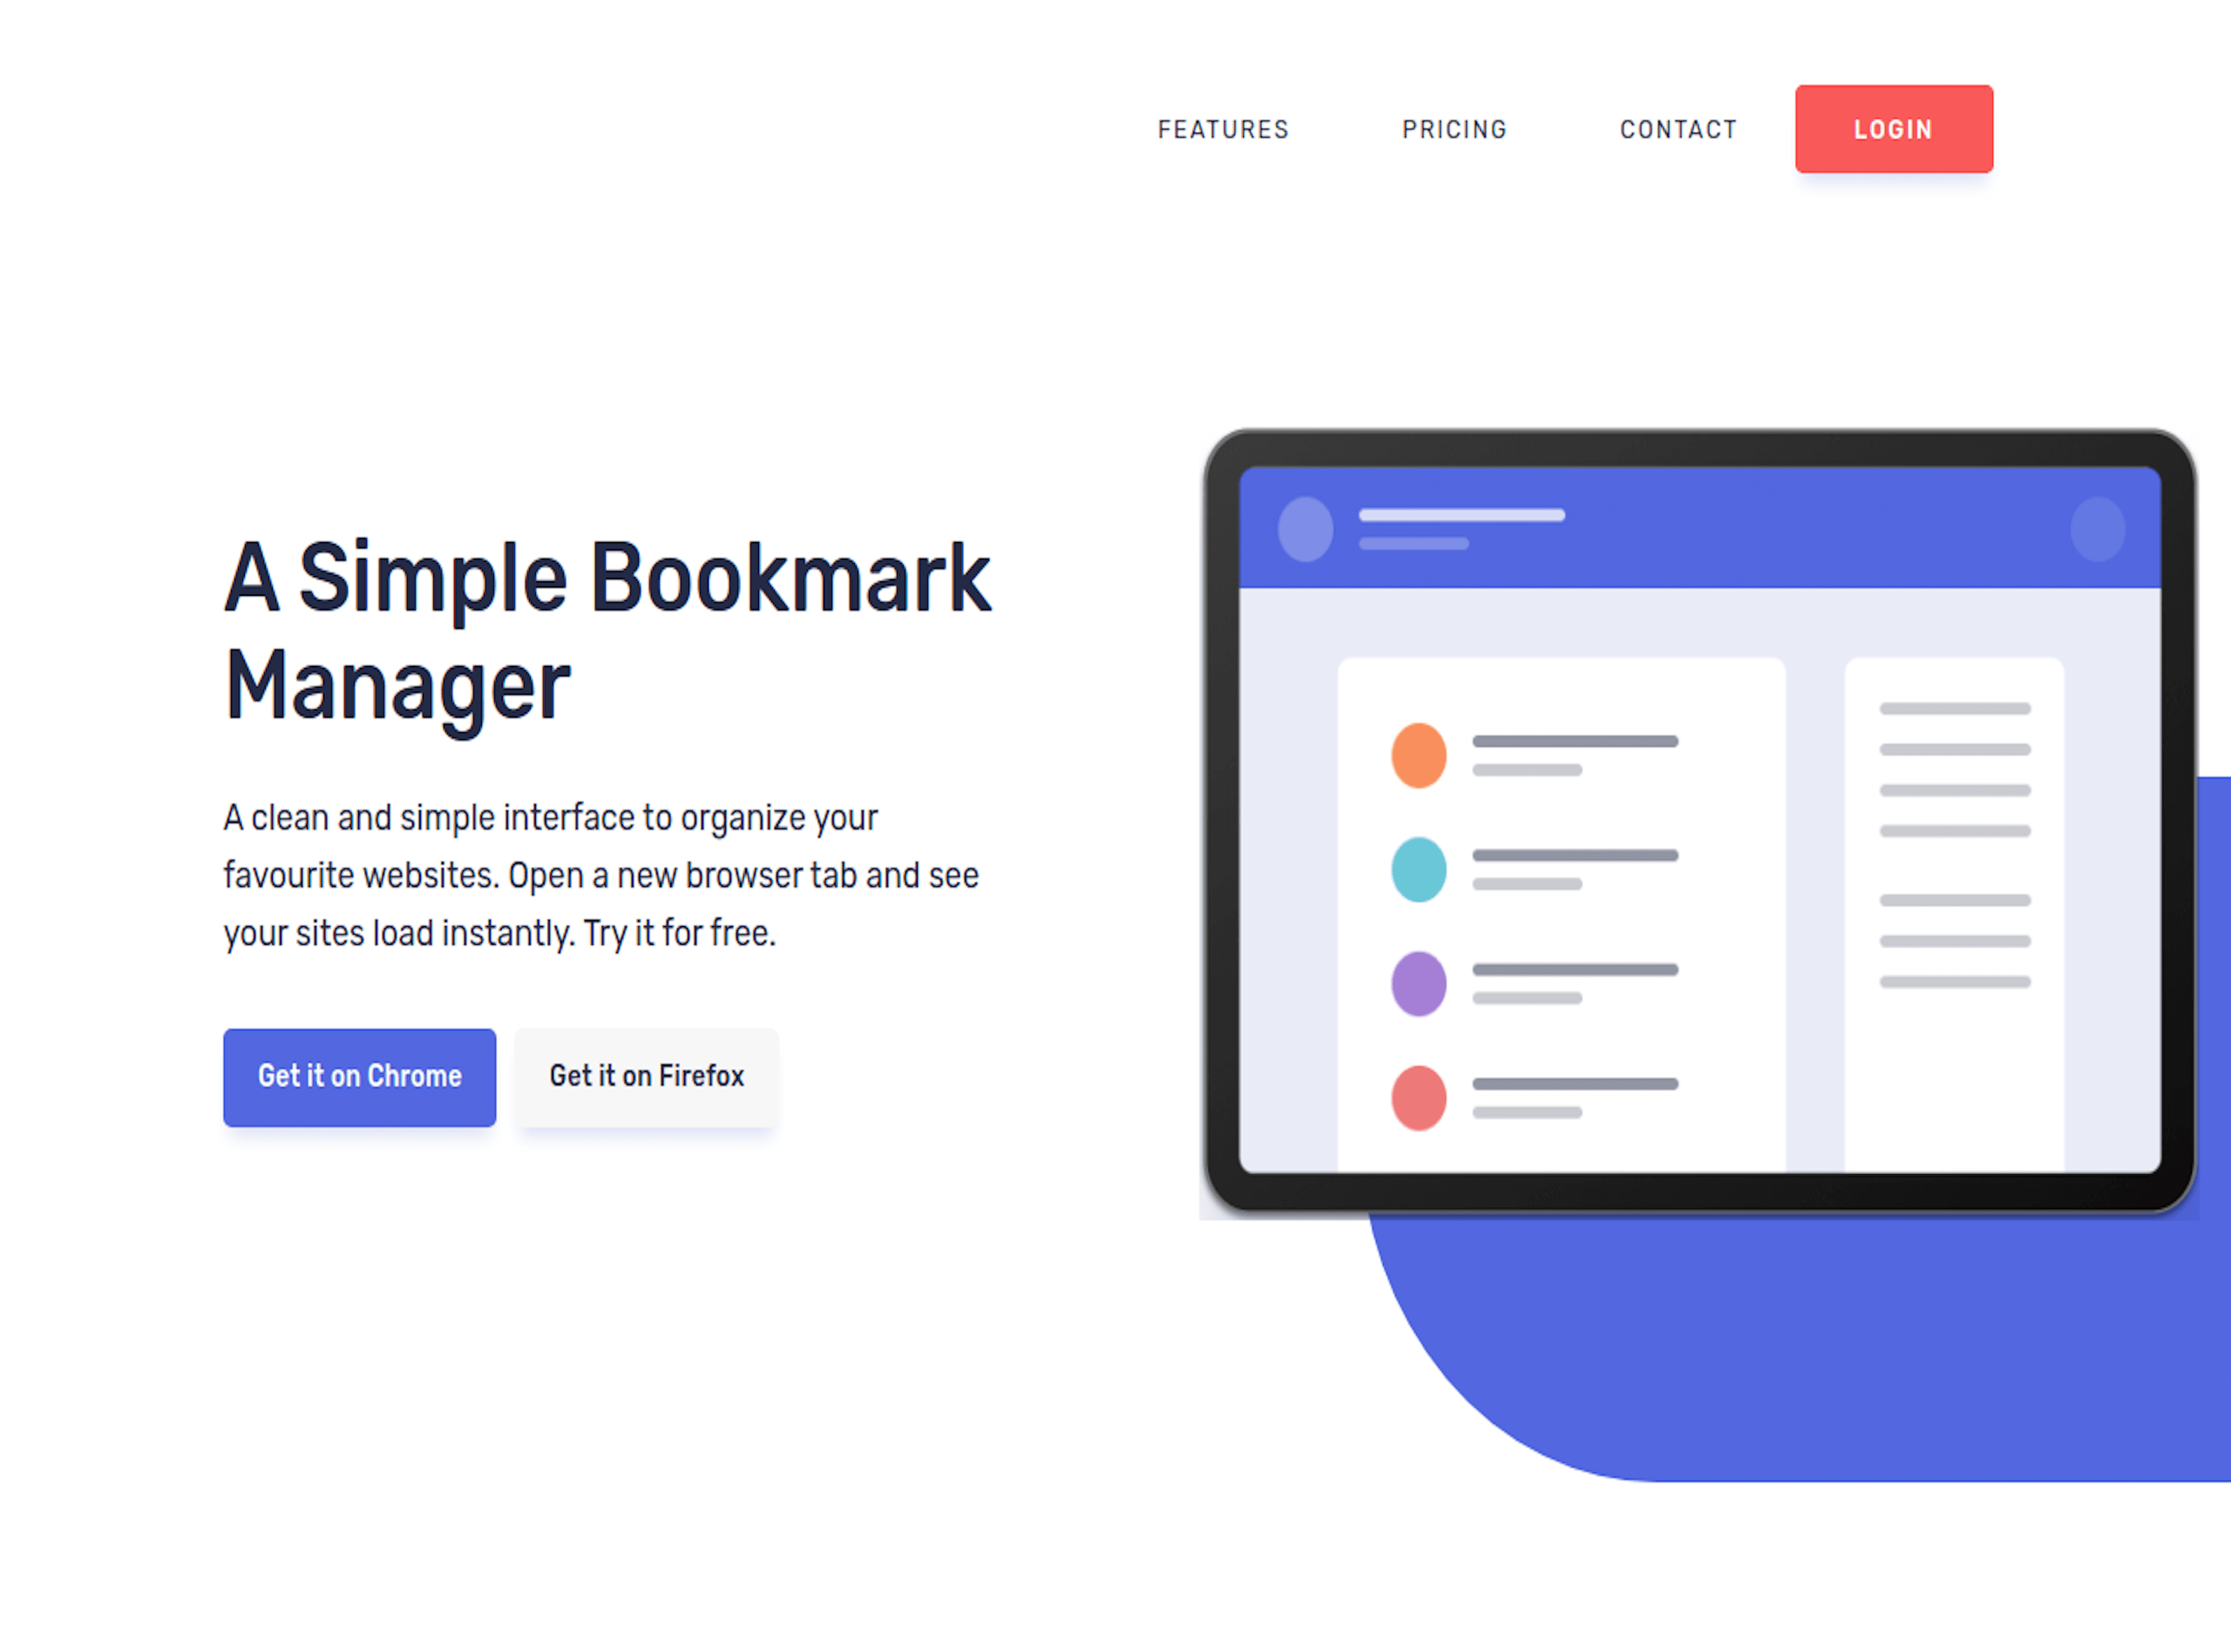 FEATURES PRICING CONTACT LOGIN
A Simple Bookmark
Manager
A clean and simple interface to organize your
favourite websites. Open a new browser tab and see
your sites load instantly. Try it for free.
Get it on Chrome Get it on Firefox